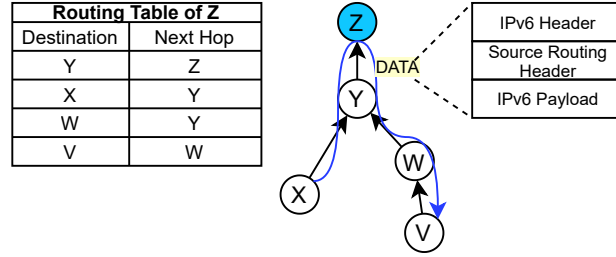 Routing Table of Z
Destination Next Hop
Y Z
X Y
W Y
V W
Z
DATA
Y
W
X
V
IPv6 Header
Source Routing
Header
IPv6 Payload